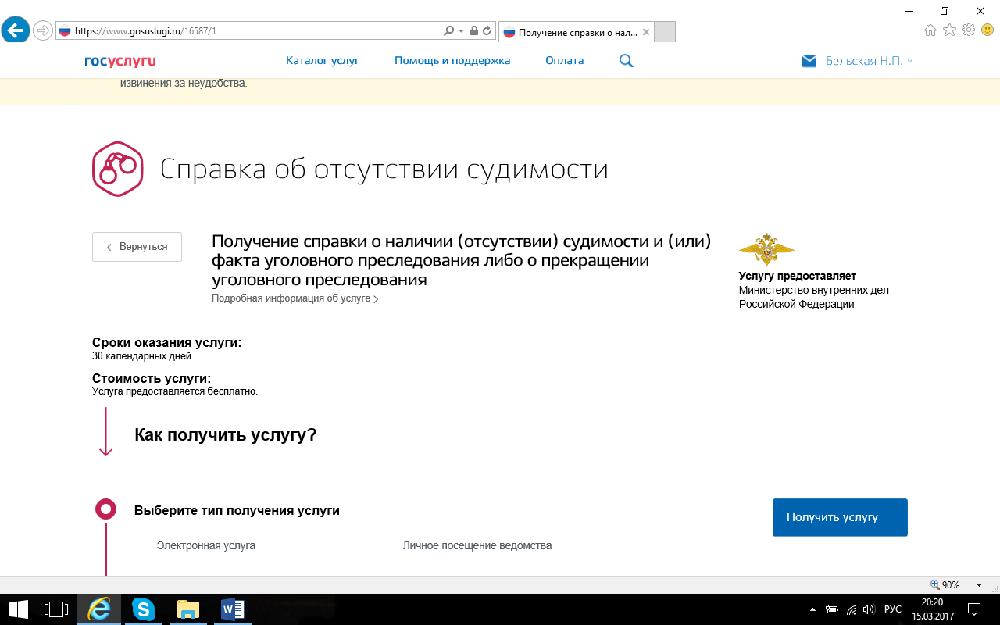 https://www.gosuslugi.ru/16587/1
Получение справки о нал...
госуслуги
Каталог услуг
Помощь и поддержка
Оплата
Бельская Н.П.
извинения за неудобства.
Справка об отсутствии судимости
Вернуться
Получение справки о наличии (отсутствии) судимости и (или)
факта уголовного преследования либо о прекращении
уголовного преследования
Подробная информация об услуге
Услугу предоставляет
Министерство внутренних дел
Российской Федерации
Сроки оказания услуги:
30 календарных дней
Стоимость услуги:
Услуга предоставляется бесплатно.
Как получить услугу?
Выберите тип получения услуги
Получить услугу
Электронная услуга
Личное посещение ведомства
90%
РУС
20:20
15.03.2017